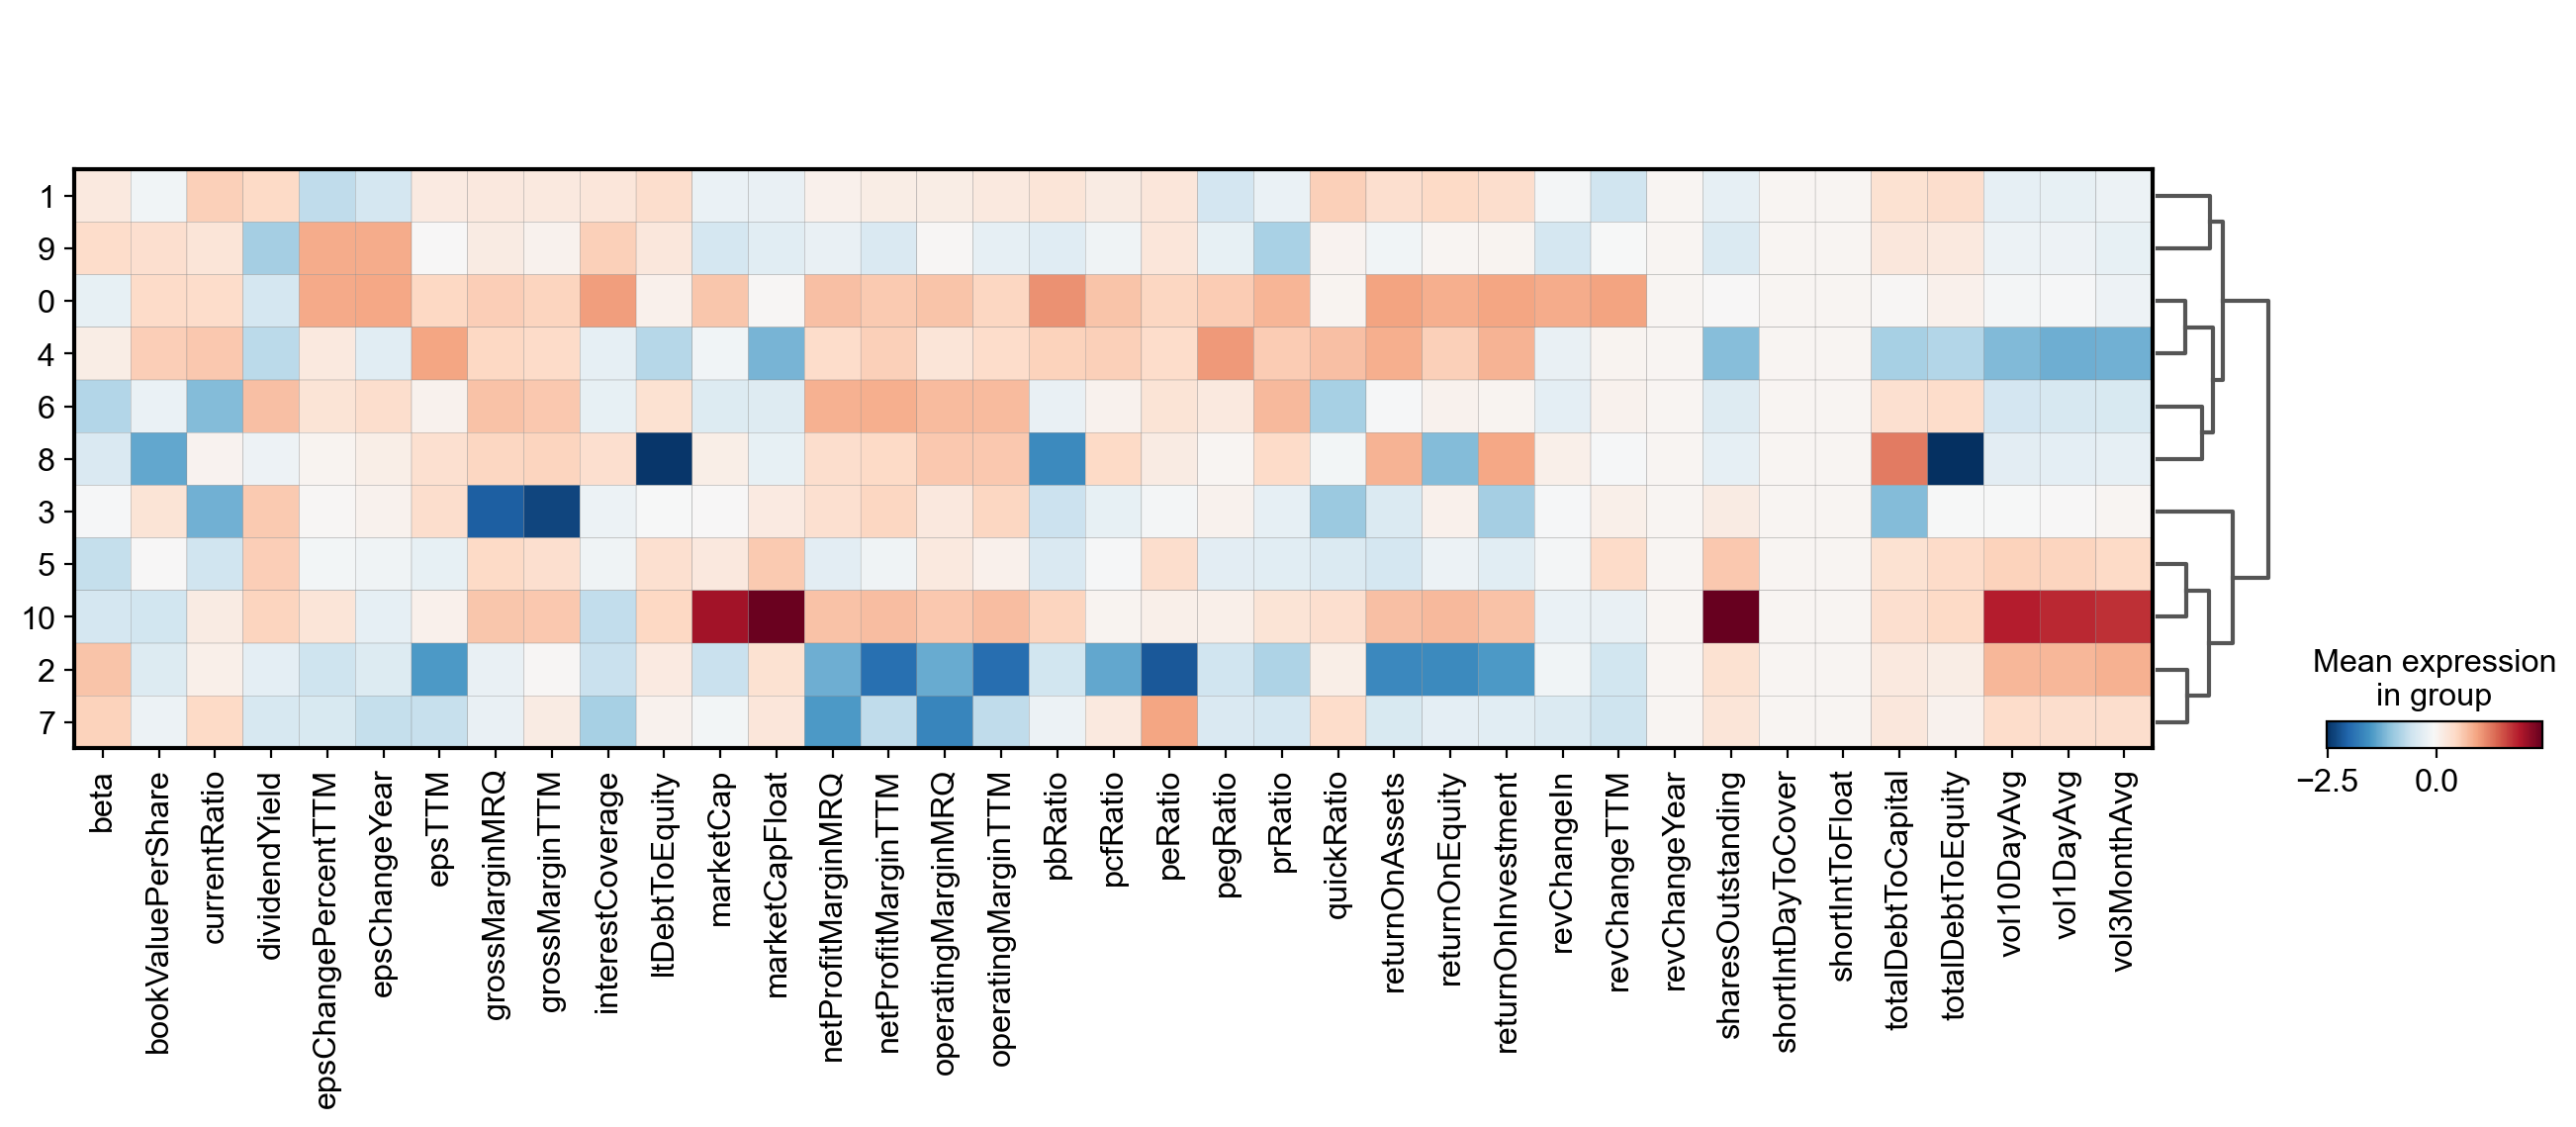 1
9
0
4
6
8
3
5
10
2
7
beta
bookValuePerShare
currentRatio
dividendYield
epsChangePercentTTM
epsChangeYear
epsTTM
grossMarginMRQ
grossMarginTTM
interestCoverage
ltDebtToEquity
marketCap
marketCapFloat
netProfitMarginMRQ
netProfitMarginTTM
operatingMarginMRQ
operatingMarginTTM
pbRatio
pcfRatio
peRatio
pegRatio
prRatio
quickRatio
returnOnAssets
returnOnEquity
returnOnInvestment
revChangeIn
revChangeTTM
revChangeYear
sharesOutstanding
shortIntDayToCover
shortIntToFloat
totalDebtToCapital
totalDebtToEquity
vol10DayAvg
vol1DayAvg
vol3MonthAvg
Mean expression
in group
−2.5 0.0